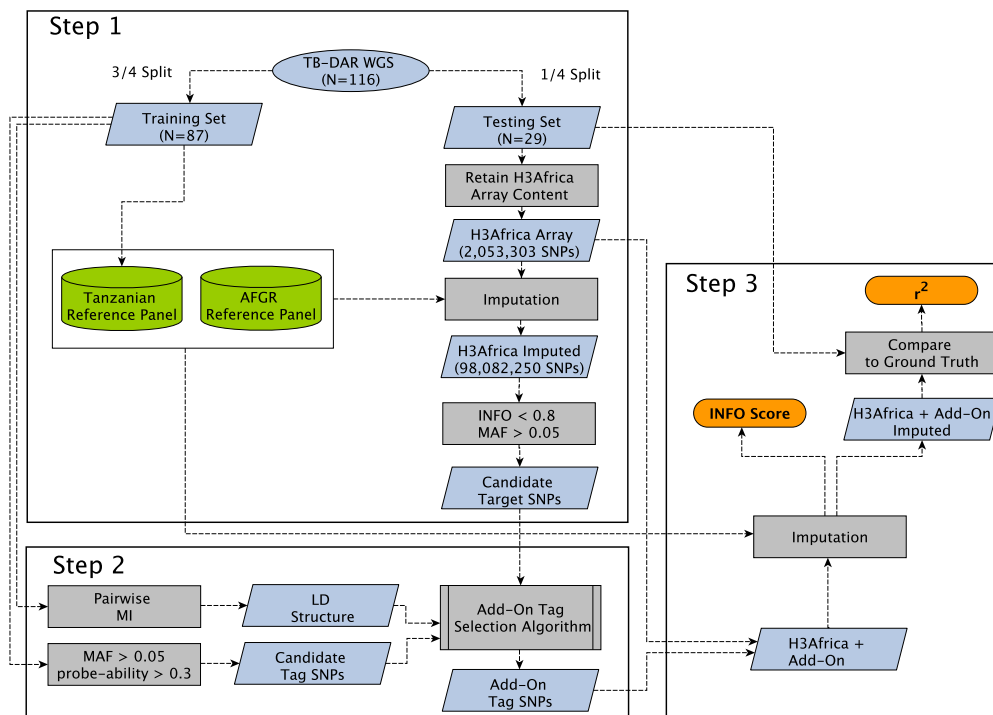 Step 1
TB-DAR WGS
(N=116)
3/4 Split
1/4 Split
Training Set
(N=87)
Testing Set
(N=29)
Retain H3Africa
Array Content
H3Africa Array
(2,053,303 SNPs)
Tanzanian
Reference Panel
AFGR
Reference Panel
Imputation
H3Africa Imputed
(98,082,250 SNPs)
INFO < 0.8
MAF > 0.05
Candidate
Target SNPs
Step 2
Pairwise
MI
LD
Structure
Add-On Tag
Selection Algorithm
MAF > 0.05
probe-ability > 0.3
Candidate
Tag SNPs
Add-On
Tag SNPs
Step 3
r²
Compare
to Ground Truth
INFO Score
H3Africa + Add-On
Imputed
Imputation
H3Africa +
Add-On